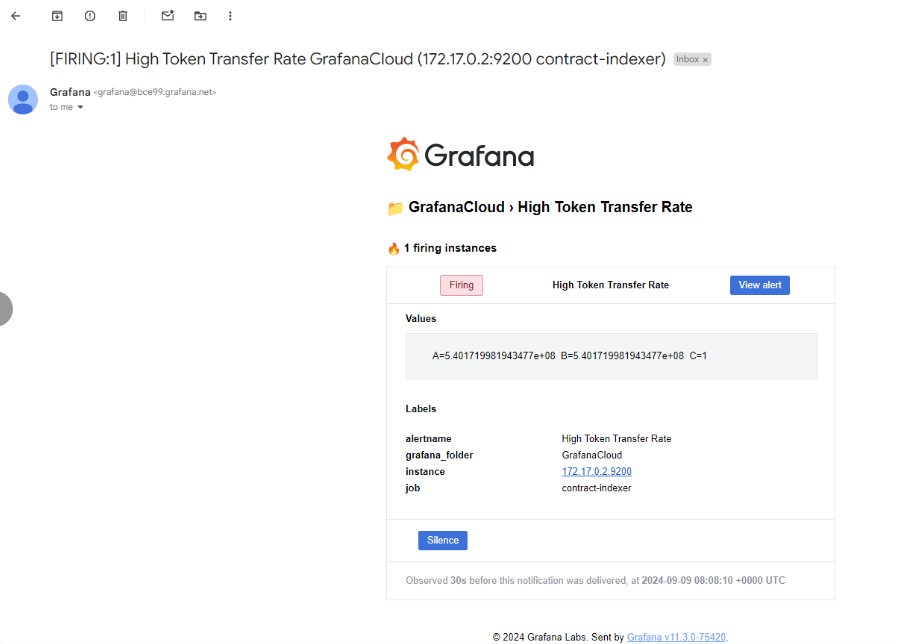 [FIRING:1] High Token Transfer Rate GrafanaCloud (172.17.0.2:9200 contract-indexer) Inbox ×
Grafana <grafana@bce99.grafana.net>
to me
Grafana
GrafanaCloud › High Token Transfer Rate
1 firing instances
Firing High Token Transfer Rate View alert
Values
A=5.401719981943477e+08 B=5.401719981943477e+08 C=1
Labels
alertname High Token Transfer Rate
grafana_folder GrafanaCloud
instance 172.17.0.2:9200
job contract-indexer
Silence
Observed 30s before this notification was delivered, at 2024-09-09 08:08:10 +0000 UTC
© 2024 Grafana Labs. Sent by Grafana v11.3.0-75420.